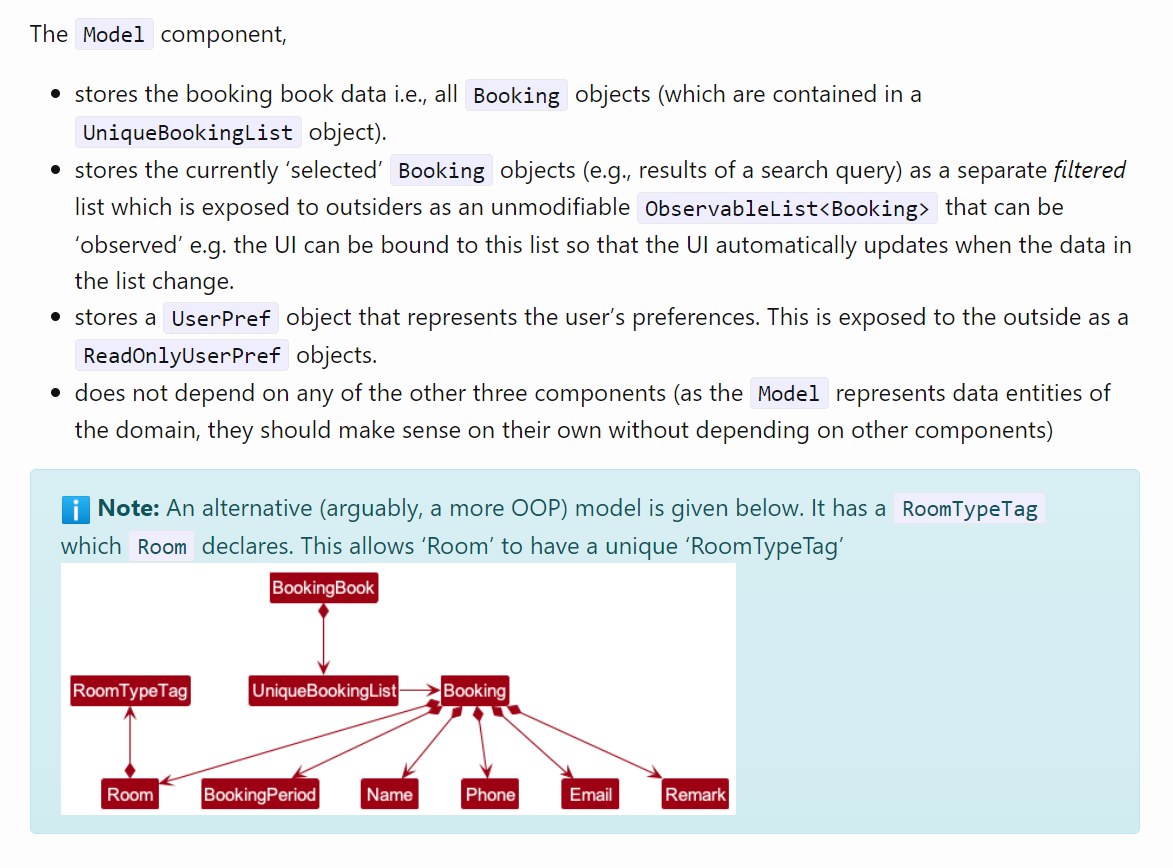 The Model component,
stores the booking book data i.e., all Booking objects (which are contained in a
UniqueBookingList object).
stores the currently ‘selected’ Booking objects (e.g., results of a search query) as a separate filtered
list which is exposed to outsiders as an unmodifiable ObservableList<Booking> that can be
‘observed’ e.g. the UI can be bound to this list so that the UI automatically updates when the data in
the list change.
stores a UserPref object that represents the user’s preferences. This is exposed to the outside as a
ReadOnlyUserPref objects.
does not depend on any of the other three components (as the Model represents data entities of
the domain, they should make sense on their own without depending on other components)
Note: An alternative (arguably, a more OOP) model is given below. It has a RoomTypeTag
which Room declares. This allows ‘Room’ to have a unique ‘RoomTypeTag’
BookingBook
RoomTypeTag UniqueBookingList Booking
Room BookingPeriod Name Phone Email Remark